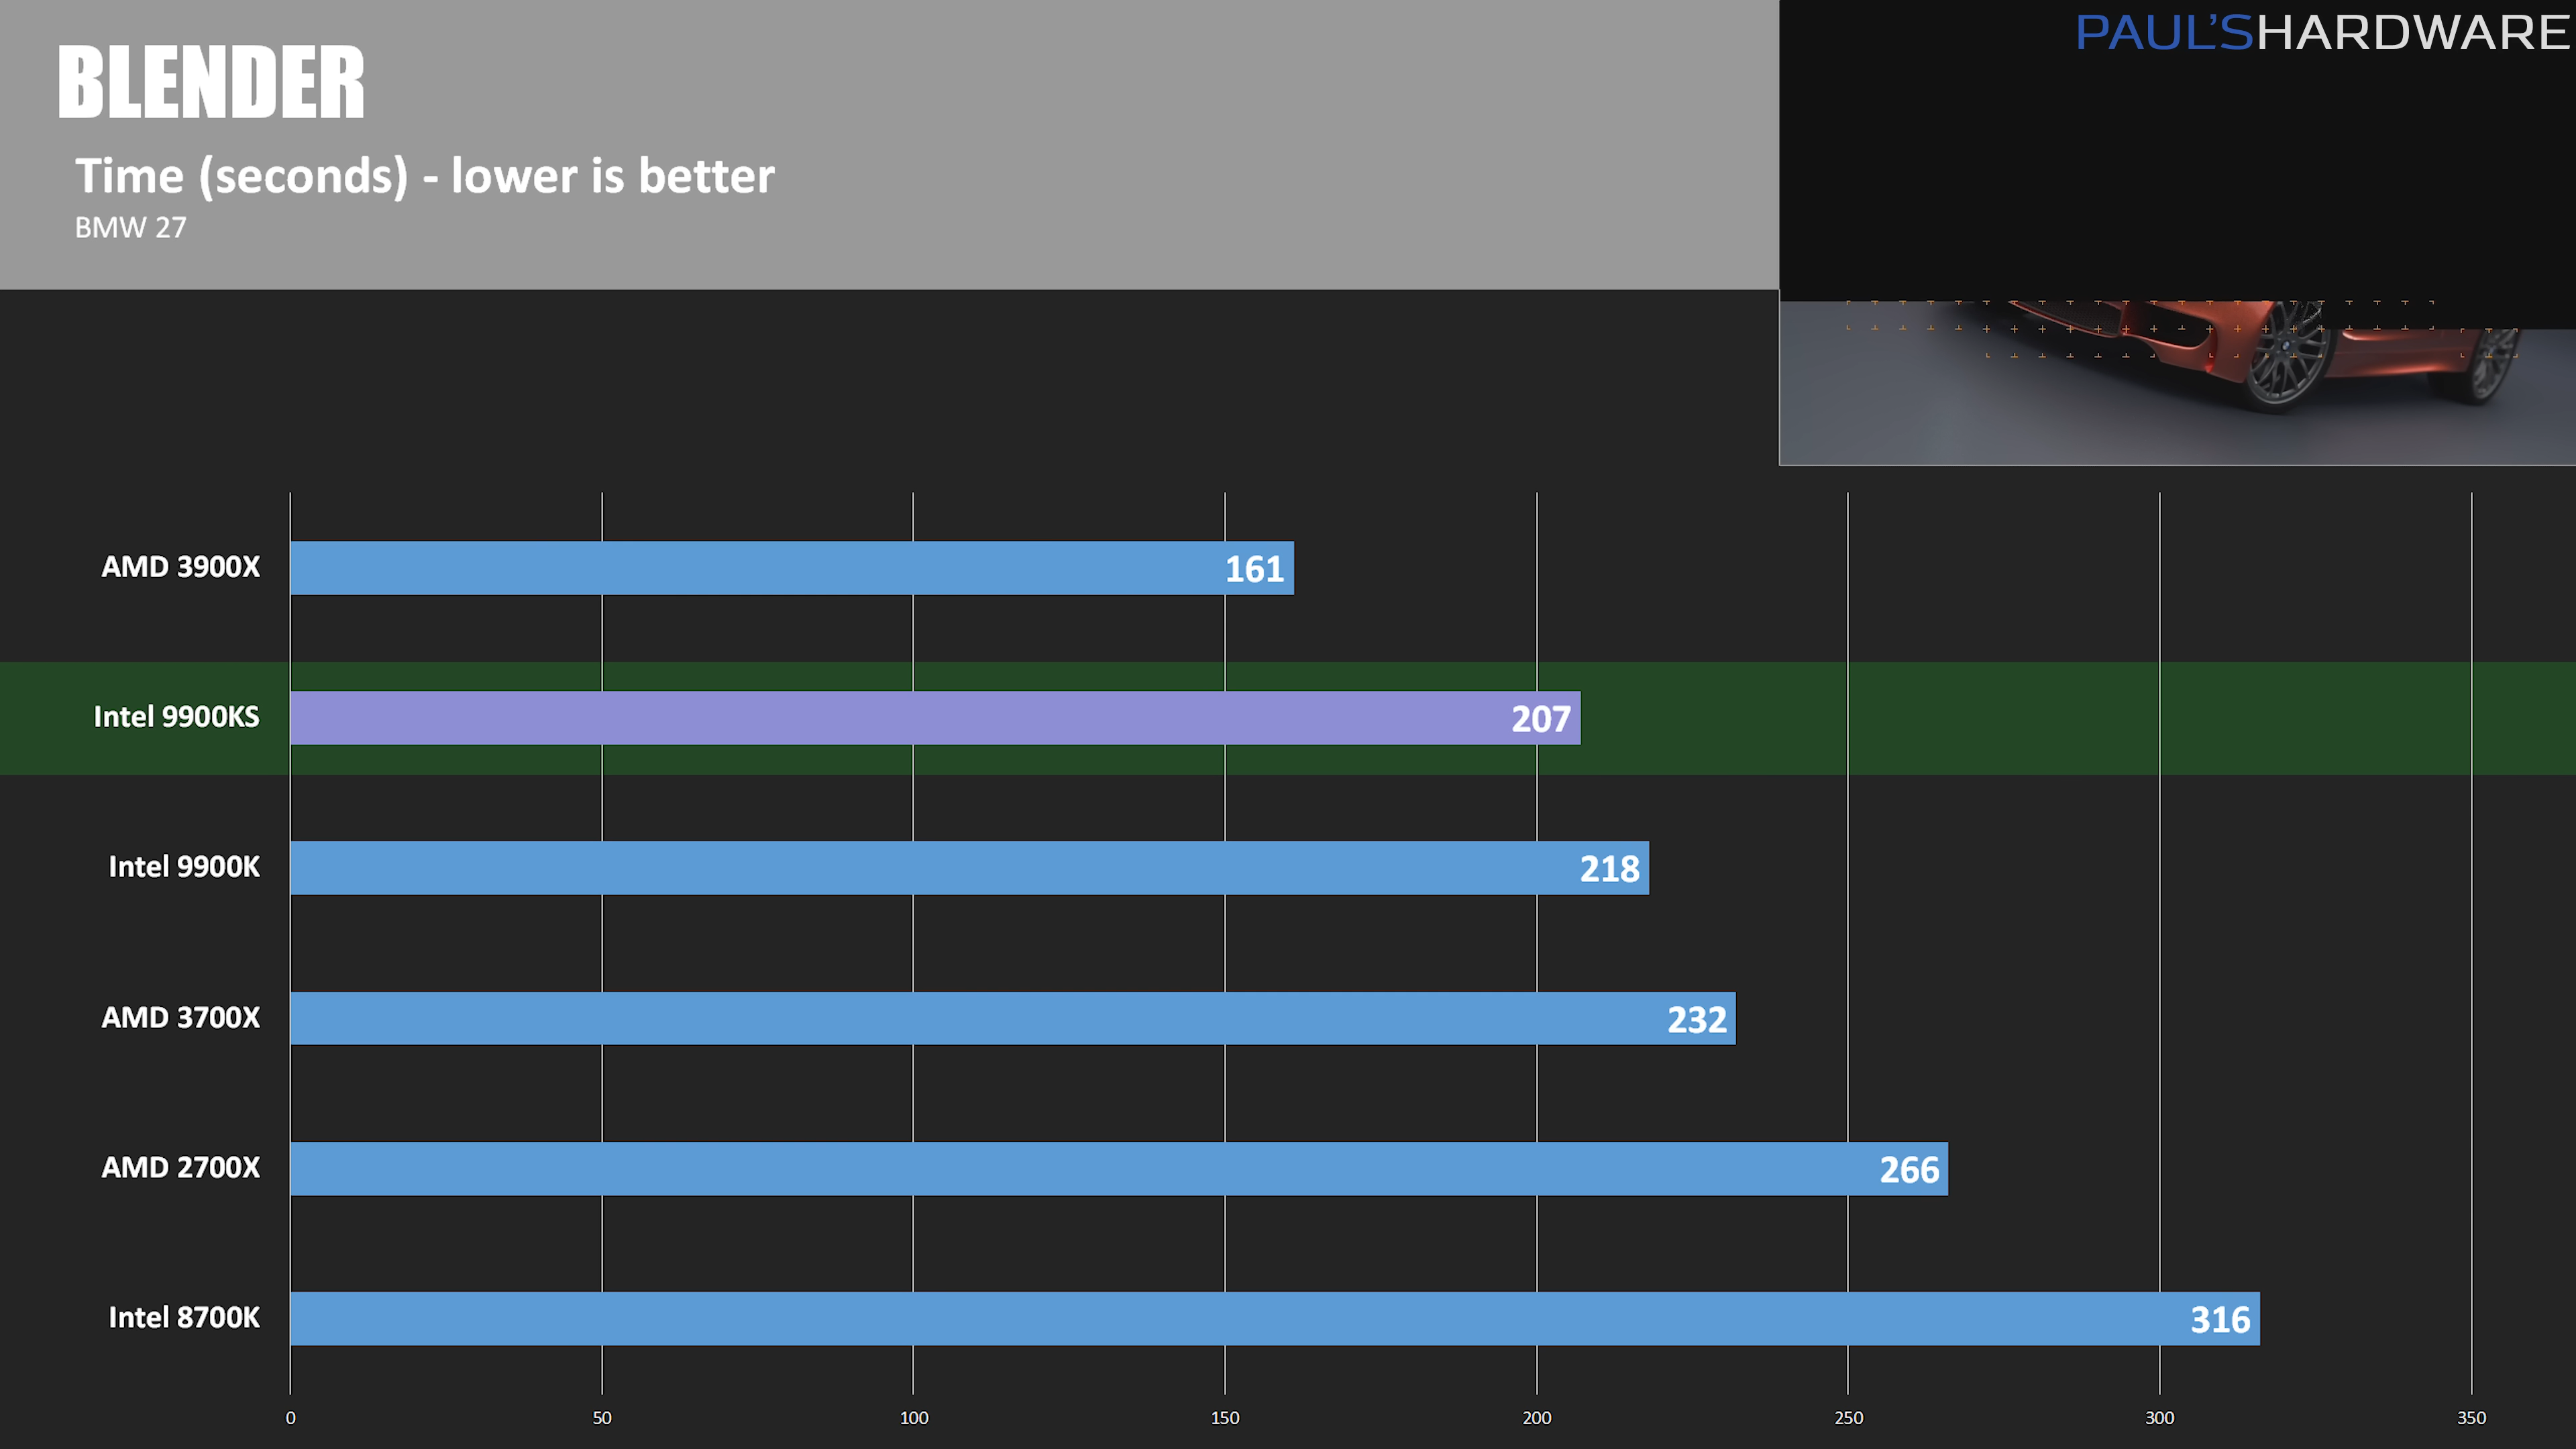 BLENDER
PAUL'SHARDWARE
Time (seconds) - lower is better
BMW 27
AMD 3900X 161
Intel 9900KS 207
Intel 9900K 218
AMD 3700X 232
AMD 2700X 266
Intel 8700K 316
0 50 100 150 200 250 300 350